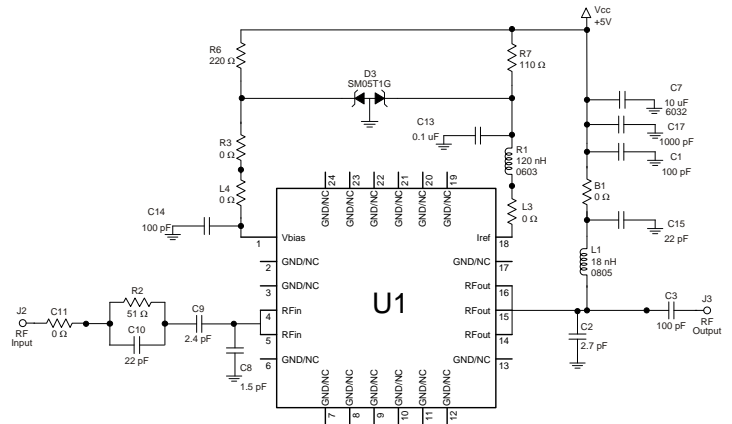 Vcc
+5V
R6
220 Ω
R7
110 Ω
D3
SM05T1G
C7
10 uF
6032
C17
1000 pF
C1
100 pF
C13
0.1 uF
R1
120 nH
0603
R3
0 Ω
L4
0 Ω
L3
0 Ω
B1
0 Ω
C15
22 pF
L1
18 nH
0805
C14
100 pF
24 23 22 21 20 19
GND/NC GND/NC GND/NC GND/NC GND/NC GND/NC
1 Vbias
Iref 18
2 GND/NC
GND/NC 17
3 GND/NC
RFout 16
4 RFin
RFout 15
5 RFin
RFout 14
6 GND/NC
GND/NC 13
U1
GND/NC GND/NC GND/NC GND/NC GND/NC GND/NC
7 8 9 10 11 12
J2
RF
Input
C11
0 Ω
R2
51 Ω
C10
22 pF
C9
2.4 pF
C8
1.5 pF
C2
2.7 pF
C3
100 pF
J3
RF
Output